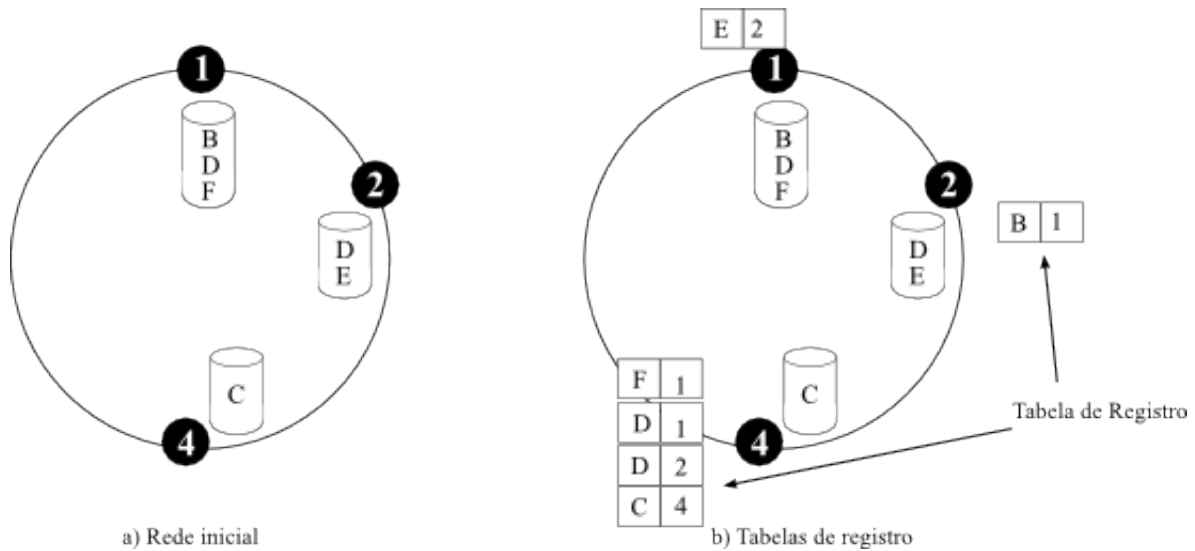 1
B
D
F
2
D
E
C
4
a) Rede inicial
E 2
1
B
D
F
2
D
E
B 1
F 1
D 1
D 2
C 4
C
4
Tabela de Registro
b) Tabelas de registro